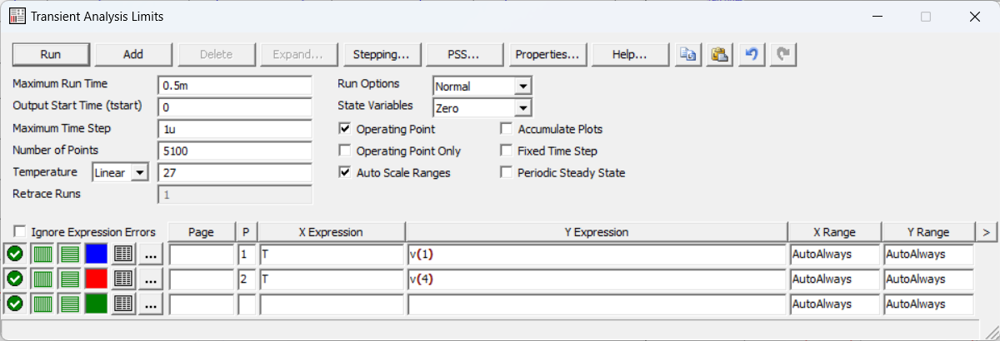 Transient Analysis Limits
Run Add Delete Expand... Stepping... PSS... Properties... Help...
Maximum Run Time 0.5m Run Options Normal
Output Start Time (tstart) 0 State Variables Zero
Maximum Time Step 1u Operating Point Accumulate Plots
Number of Points 5100 Operating Point Only Fixed Time Step
Temperature Linear 27 Auto Scale Ranges Periodic Steady State
Retrace Runs 1
Ignore Expression Errors Page P X Expression Y Expression X Range Y Range >
... 1 T v(1) AutoAlways AutoAlways
... 2 T v(4) AutoAlways AutoAlways
... AutoAlways AutoAlways